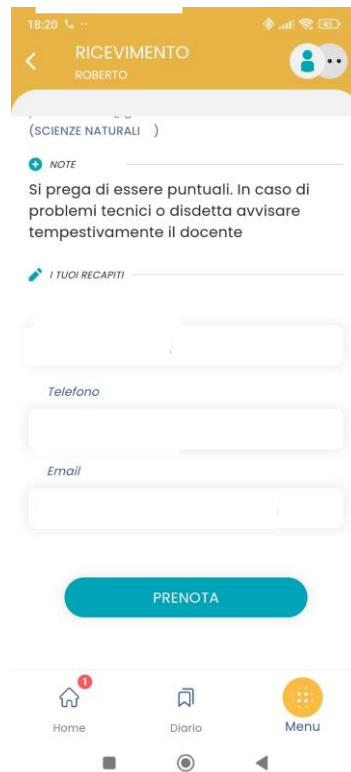 18:20
RICEVIMENTO
ROBERTO
(SCIENZE NATURALI )
NOTE
Si prega di essere puntuali. In caso di
problemi tecnici o disdetta avvisare
tempestivamente il docente
I TUOI RECAPITI
Telefono
Email
PRENOTA
1
Home
Diario
Menu